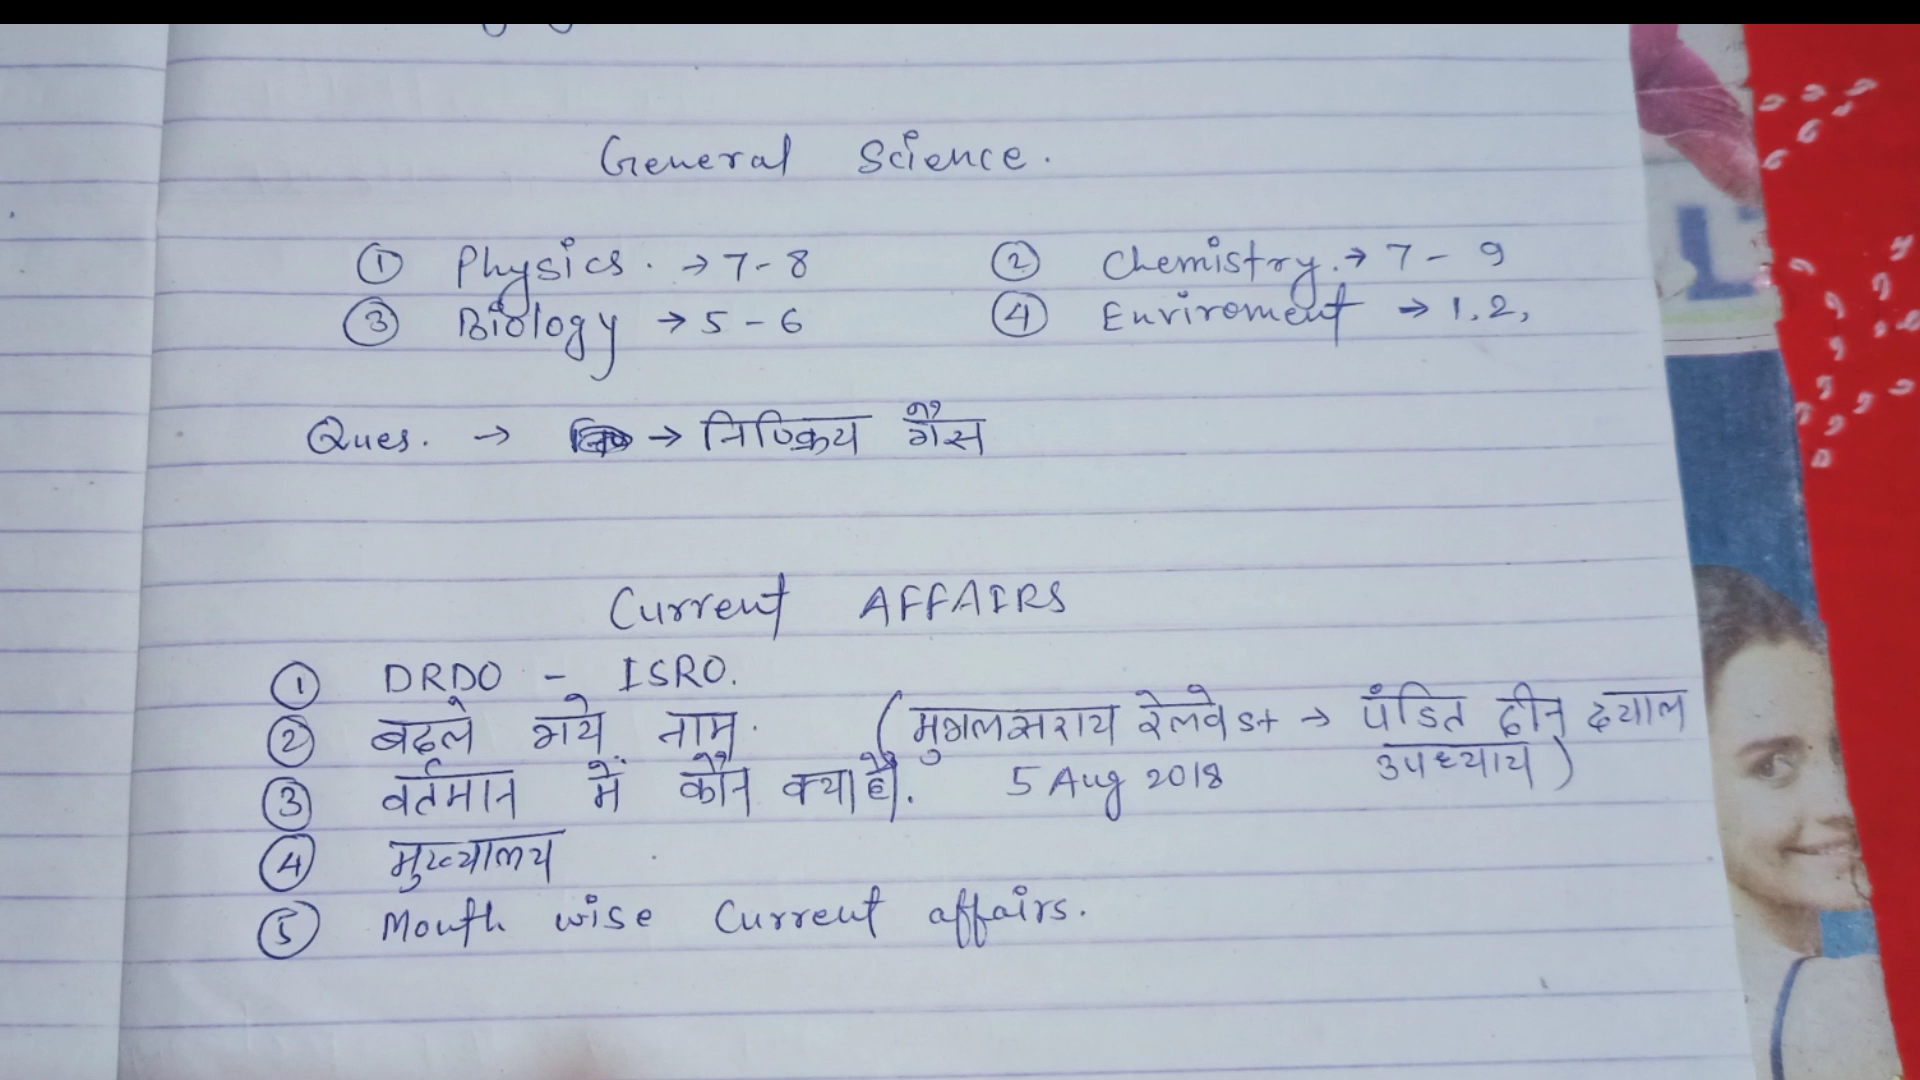 General Science.
① Physics. → 7-8 ② Chemistry. → 7 - 9
③ Biology → 5 - 6 ④ Enviroment → 1,2,
Ques. → → निष्क्रिय गैस
Current AFFAIRS
① DRDO - ISRO.
② बदले गये नाम. (मुगलसराय रेलवे st → पंडित दीन दयाल
उपध्याय)
③ वर्तमान में कौन क्या है. 5 Aug 2018
④ मुख्यालय
⑤ Month wise Current affairs.